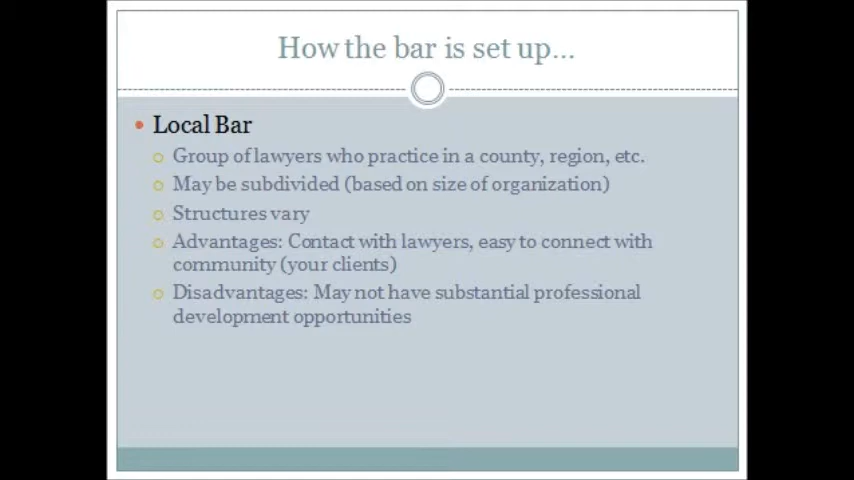 How the bar is set up...
Local Bar
Group of lawyers who practice in a county, region, etc.
May be subdivided (based on size of organization)
Structures vary
Advantages: Contact with lawyers, easy to connect with
community (your clients)
Disadvantages: May not have substantial professional
development opportunities